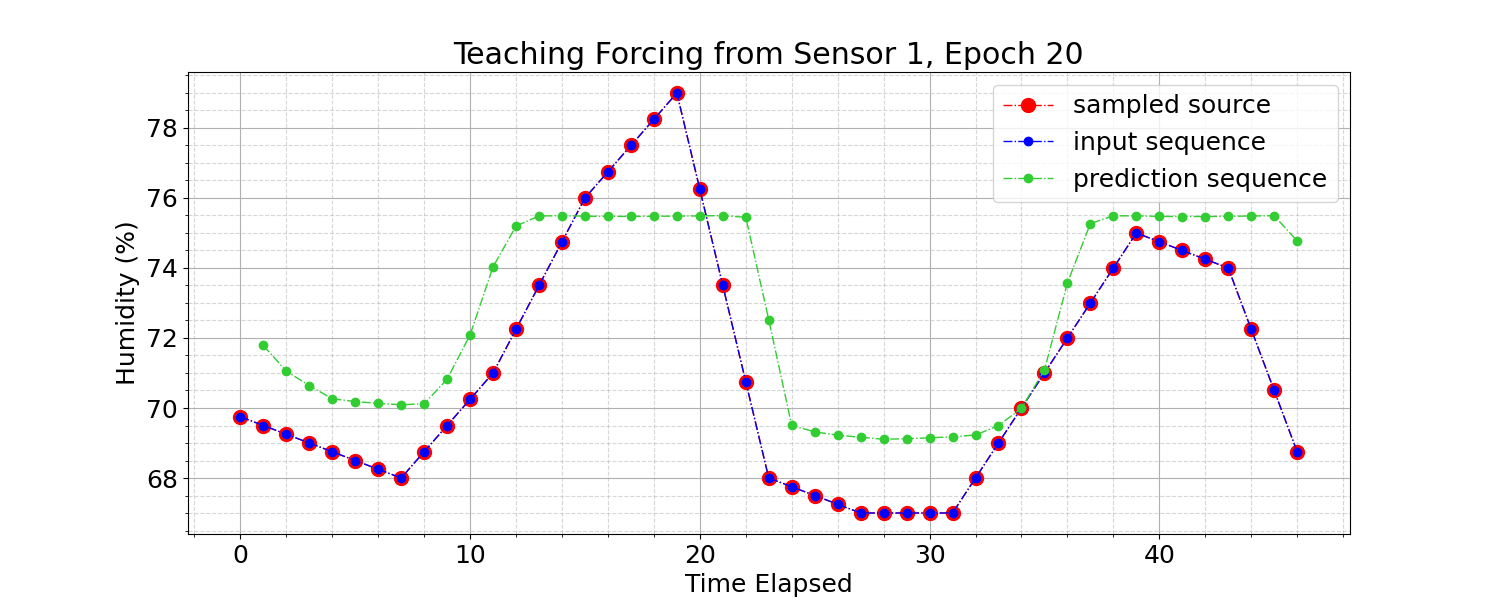 Teaching Forcing from Sensor 1, Epoch 20
sampled source
input sequence
prediction sequence
Humidity (%)
78
76
74
72
70
68
0 10 20 30 40
Time Elapsed